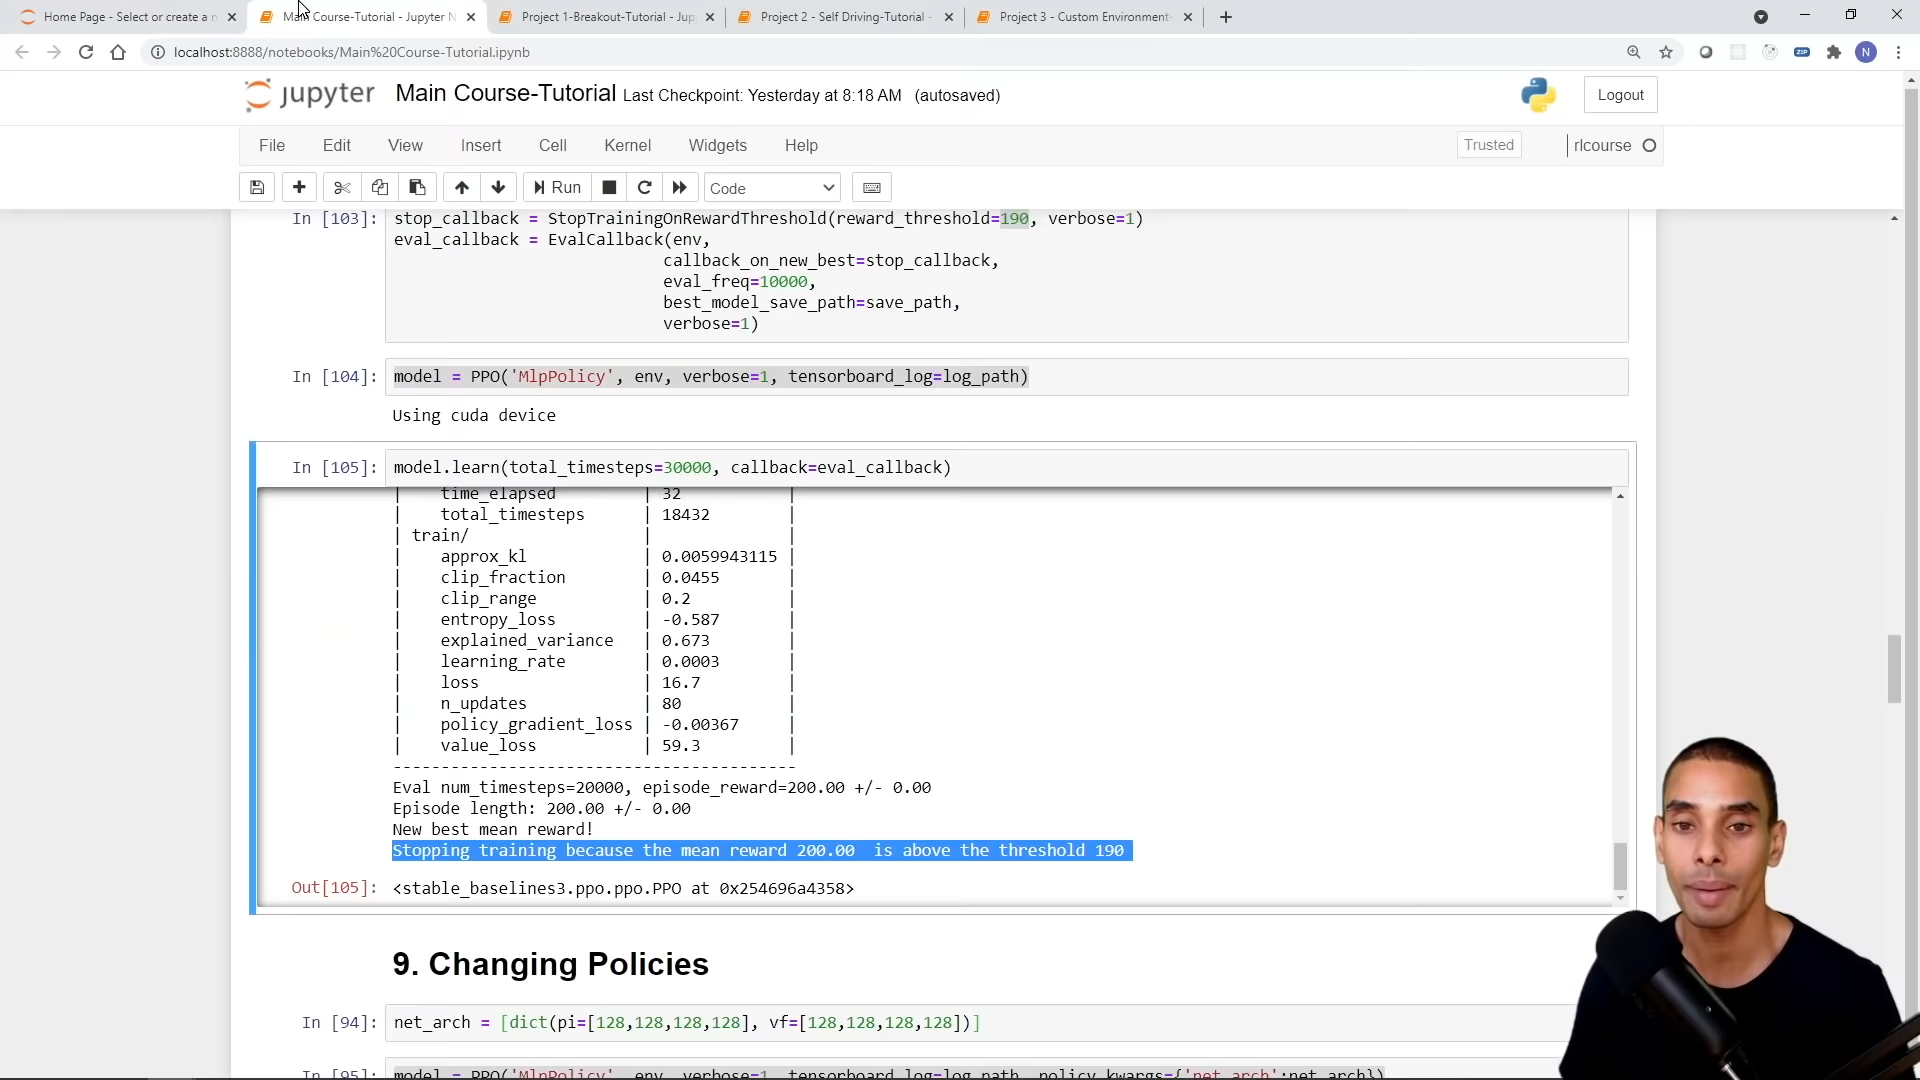 Home Page - Select or create a n
Main Course-Tutorial - Jupyter N
Project 1-Breakout-Tutorial - Jup
Project 2 - Self Driving-Tutorial -
Project 3 - Custom Environment-
localhost:8888/notebooks/Main%20Course-Tutorial.ipynb
ZIP
N
jupyter Main Course-Tutorial Last Checkpoint: Yesterday at 8:18 AM (autosaved)
Logout
File Edit View Insert Cell Kernel Widgets Help
Trusted
rlcourse
Run
Code
In [103]: stop_callback = StopTrainingOnRewardThreshold(reward_threshold=190, verbose=1)
eval_callback = EvalCallback(env,
callback_on_new_best=stop_callback,
eval_freq=10000,
best_model_save_path=save_path,
verbose=1)
In [104]: model = PPO('MlpPolicy', env, verbose=1, tensorboard_log=log_path)
Using cuda device
In [105]: model.learn(total_timesteps=30000, callback=eval_callback)
| time_elapsed | 32 |
| total_timesteps | 18432 |
| train/ | |
| approx_kl | 0.0059943115 |
| clip_fraction | 0.0455 |
| clip_range | 0.2 |
| entropy_loss | -0.587 |
| explained_variance | 0.673 |
| learning_rate | 0.0003 |
| loss | 16.7 |
| n_updates | 80 |
| policy_gradient_loss | -0.00367 |
| value_loss | 59.3 |
------------------------------------------
Eval num_timesteps=20000, episode_reward=200.00 +/- 0.00
Episode length: 200.00 +/- 0.00
New best mean reward!
Stopping training because the mean reward 200.00  is above the threshold 190
Out[105]: <stable_baselines3.ppo.ppo.PPO at 0x254696a4358>
9. Changing Policies
In [94]: net_arch = [dict(pi=[128,128,128,128], vf=[128,128,128,128])]
In [95]: model = PPO('MlpPolicy', env, verbose=1, tensorboard_log=log_path, policy_kwargs={'net_arch':net_arch})